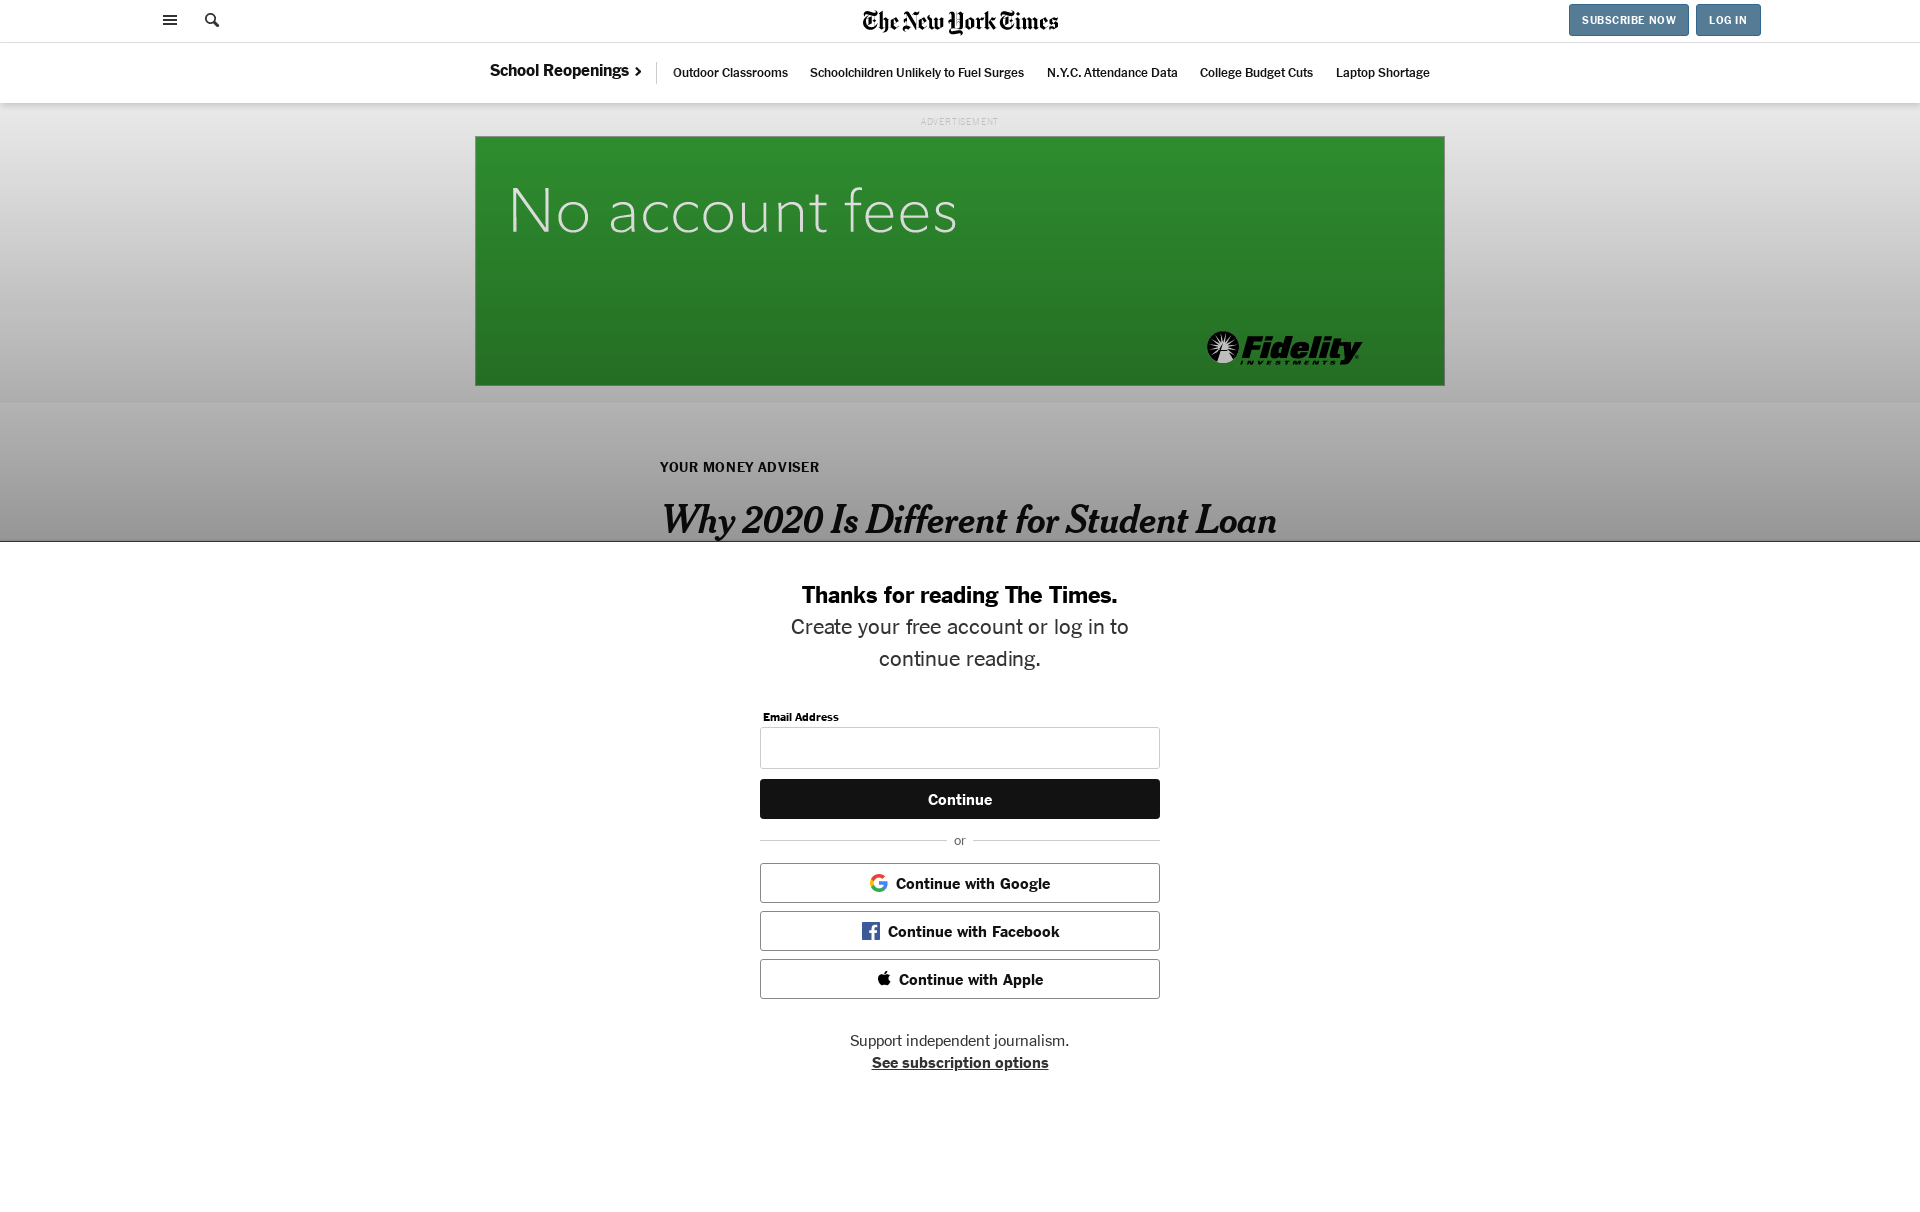 The New York Times
SUBSCRIBE NOW
LOG IN
School Reopenings
Outdoor Classrooms
Schoolchildren Unlikely to Fuel Surges
N.Y.C. Attendance Data
College Budget Cuts
Laptop Shortage
ADVERTISEMENT
No account fees
Fidelity
INVESTMENTS
YOUR MONEY ADVISER
Why 2020 Is Different for Student Loan
Thanks for reading The Times.
Create your free account or log in to
continue reading.
Email Address
Continue
or
Continue with Google
Continue with Facebook
Continue with Apple
Support independent journalism.
See subscription options